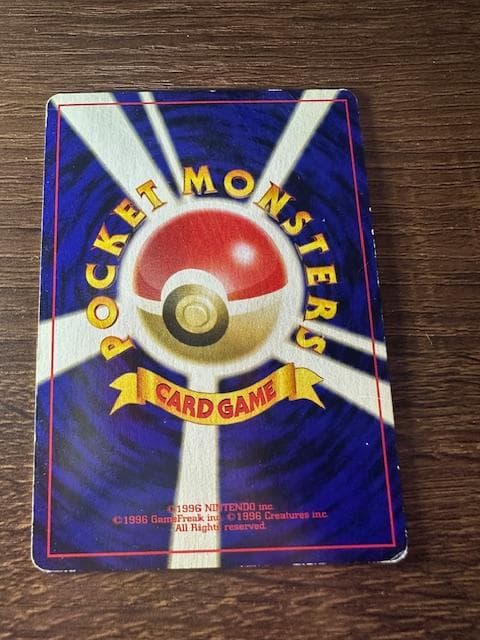 POCKET MONSTERS
CARD GAME
©1996 NINTENDO inc.
©1996 GameFreak inc. ©1996 Creatures inc.
All Rights reserved.